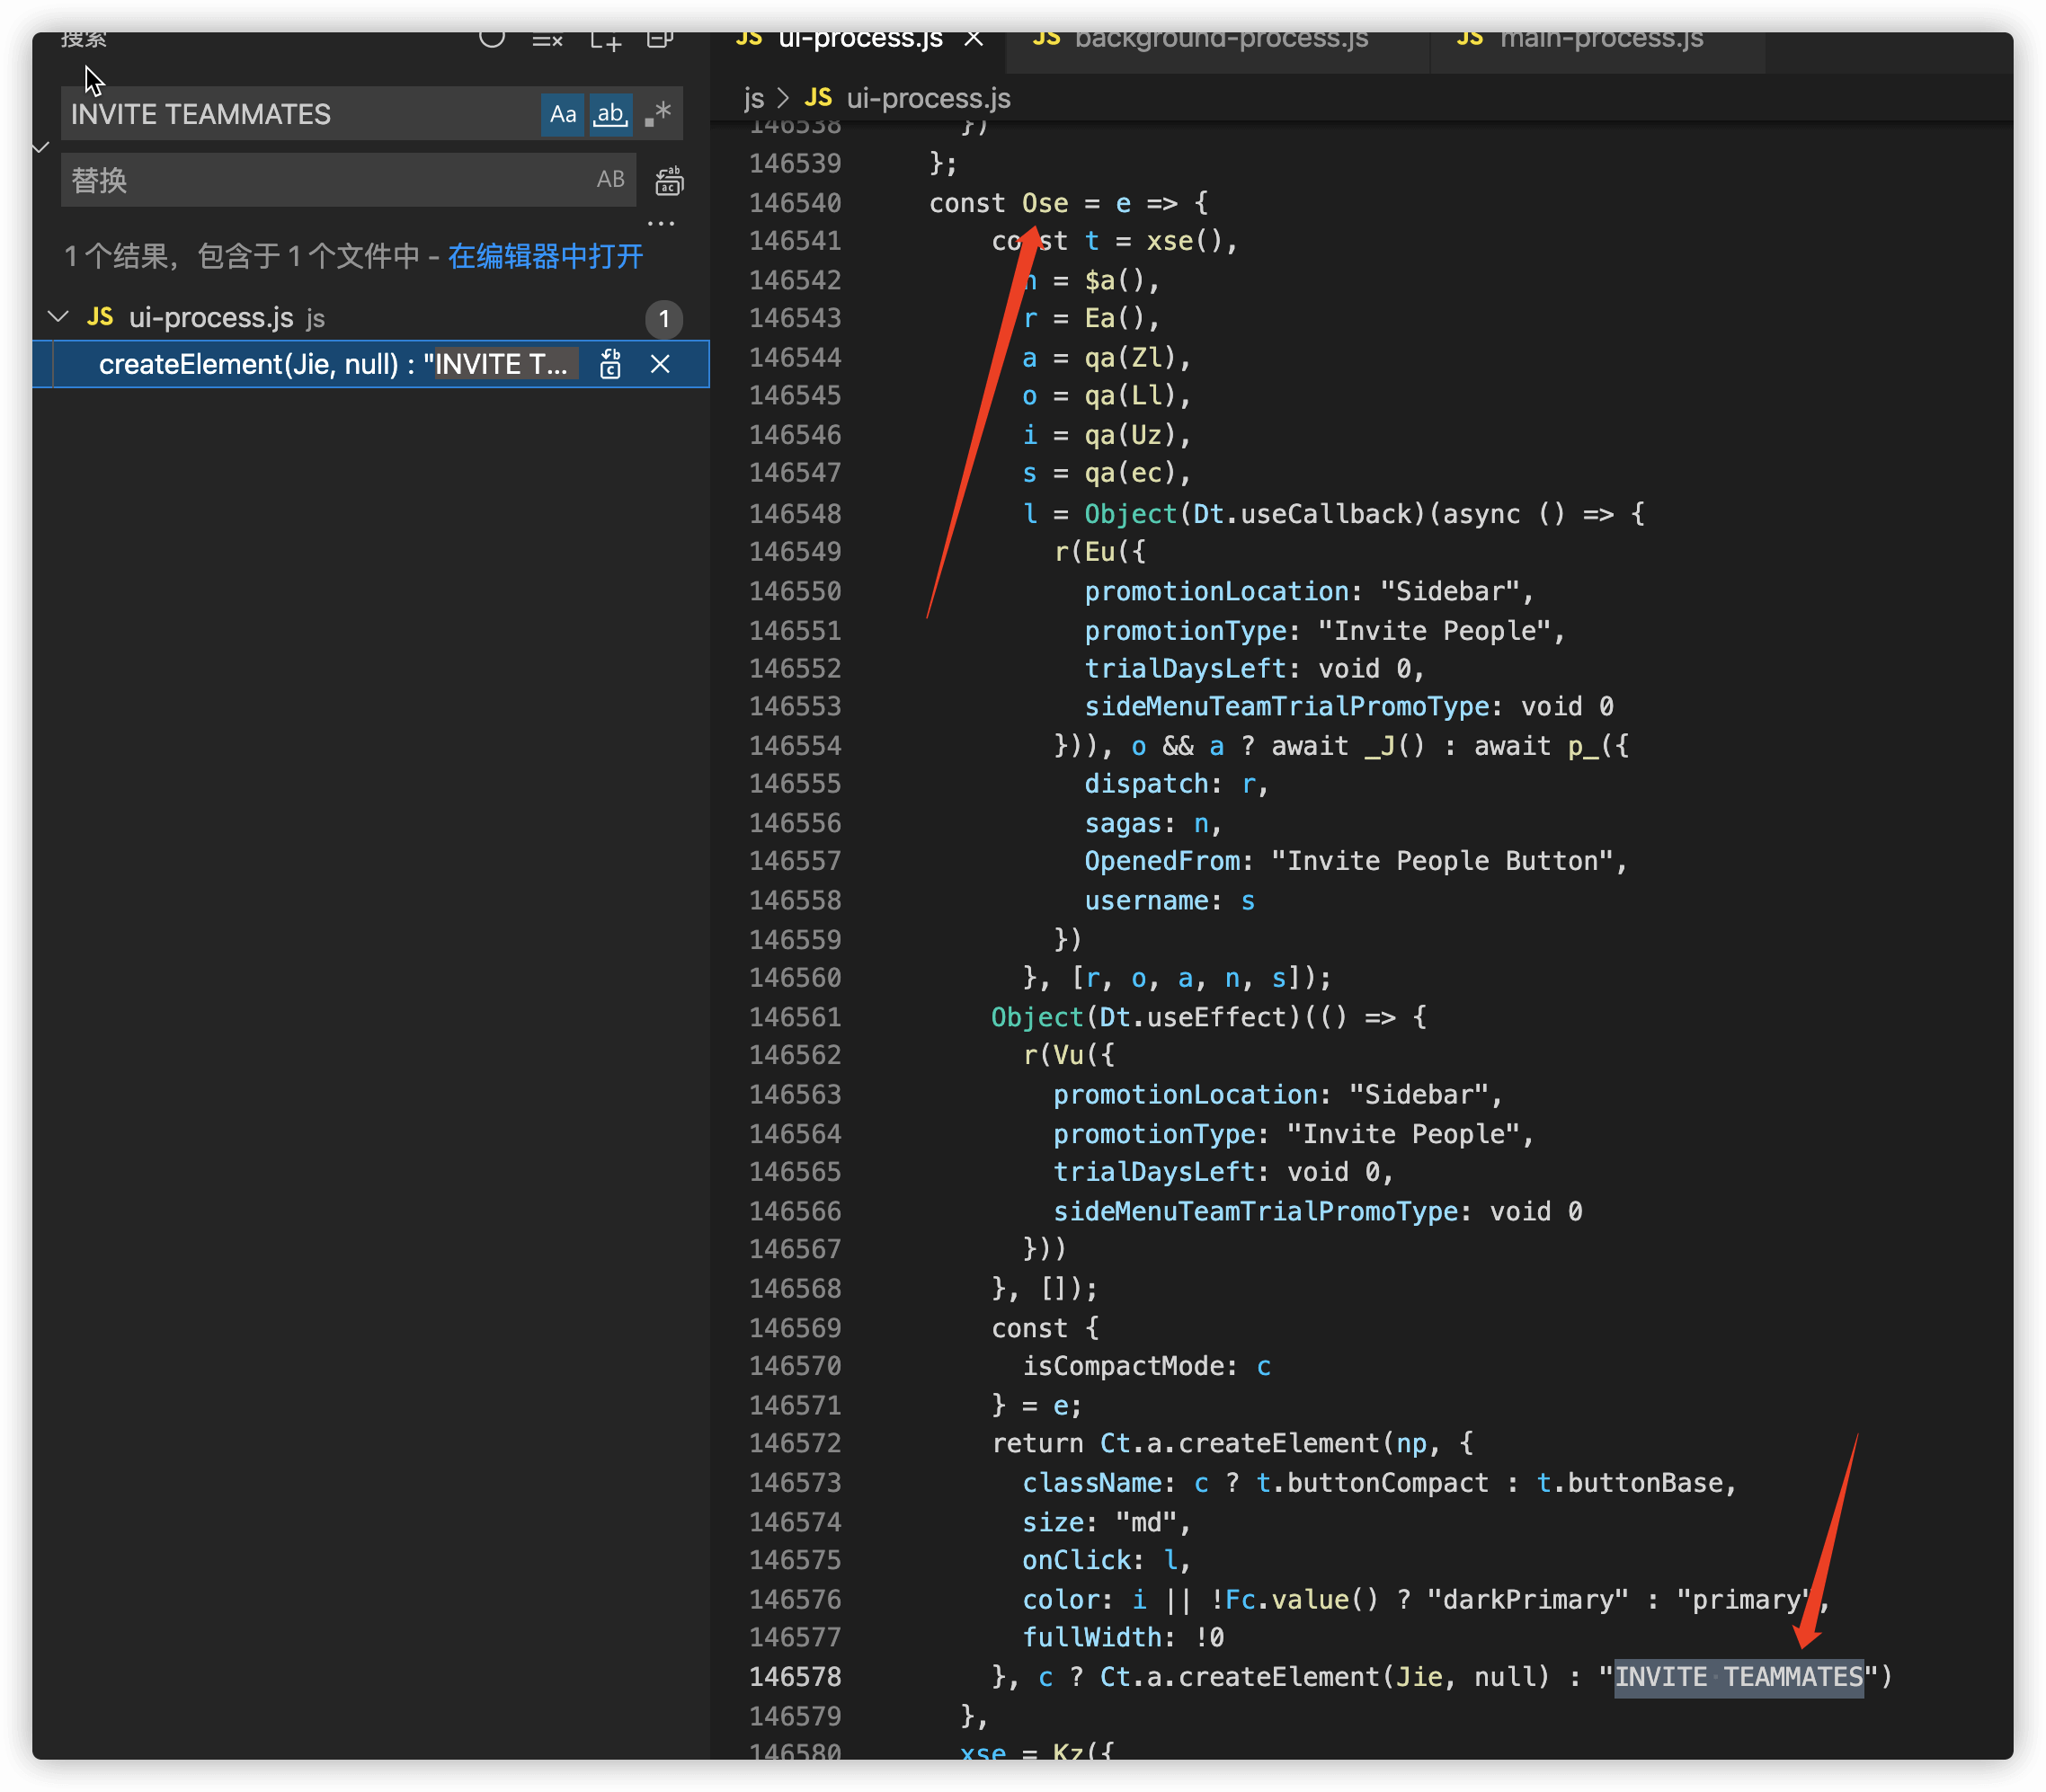 搜索
INVITE TEAMMATES
Aa
ab
.*
替换
AB
1 个结果，包含于 1 个文件中 - 在编辑器中打开
JS ui-process.js js 1
createElement(Jie, null) : "INVITE T...
JS ui-process.js
JS background-process.js
JS main-process.js
js > JS ui-process.js
146538 })
146539 };
146540 const Ose = e => {
146541 const t = xse(),
146542 n = $a(),
146543 r = Ea(),
146544 a = qa(Zl),
146545 o = qa(Ll),
146546 i = qa(Uz),
146547 s = qa(ec),
146548 l = Object(Dt.useCallback)(async () => {
146549 r(Eu({
146550 promotionLocation: "Sidebar",
146551 promotionType: "Invite People",
146552 trialDaysLeft: void 0,
146553 sideMenuTeamTrialPromoType: void 0
146554 })), o && a ? await _J() : await p_({
146555 dispatch: r,
146556 sagas: n,
146557 OpenedFrom: "Invite People Button",
146558 username: s
146559 })
146560 }, [r, o, a, n, s]);
146561 Object(Dt.useEffect)(() => {
146562 r(Vu({
146563 promotionLocation: "Sidebar",
146564 promotionType: "Invite People",
146565 trialDaysLeft: void 0,
146566 sideMenuTeamTrialPromoType: void 0
146567 }))
146568 }, []);
146569 const {
146570 isCompactMode: c
146571 } = e;
146572 return Ct.a.createElement(np, {
146573 className: c ? t.buttonCompact : t.buttonBase,
146574 size: "md",
146575 onClick: l,
146576 color: i || !Fc.value() ? "darkPrimary" : "primary",
146577 fullWidth: !0
146578 }, c ? Ct.a.createElement(Jie, null) : "INVITE TEAMMATES")
146579 },
146580 xse = Kz({